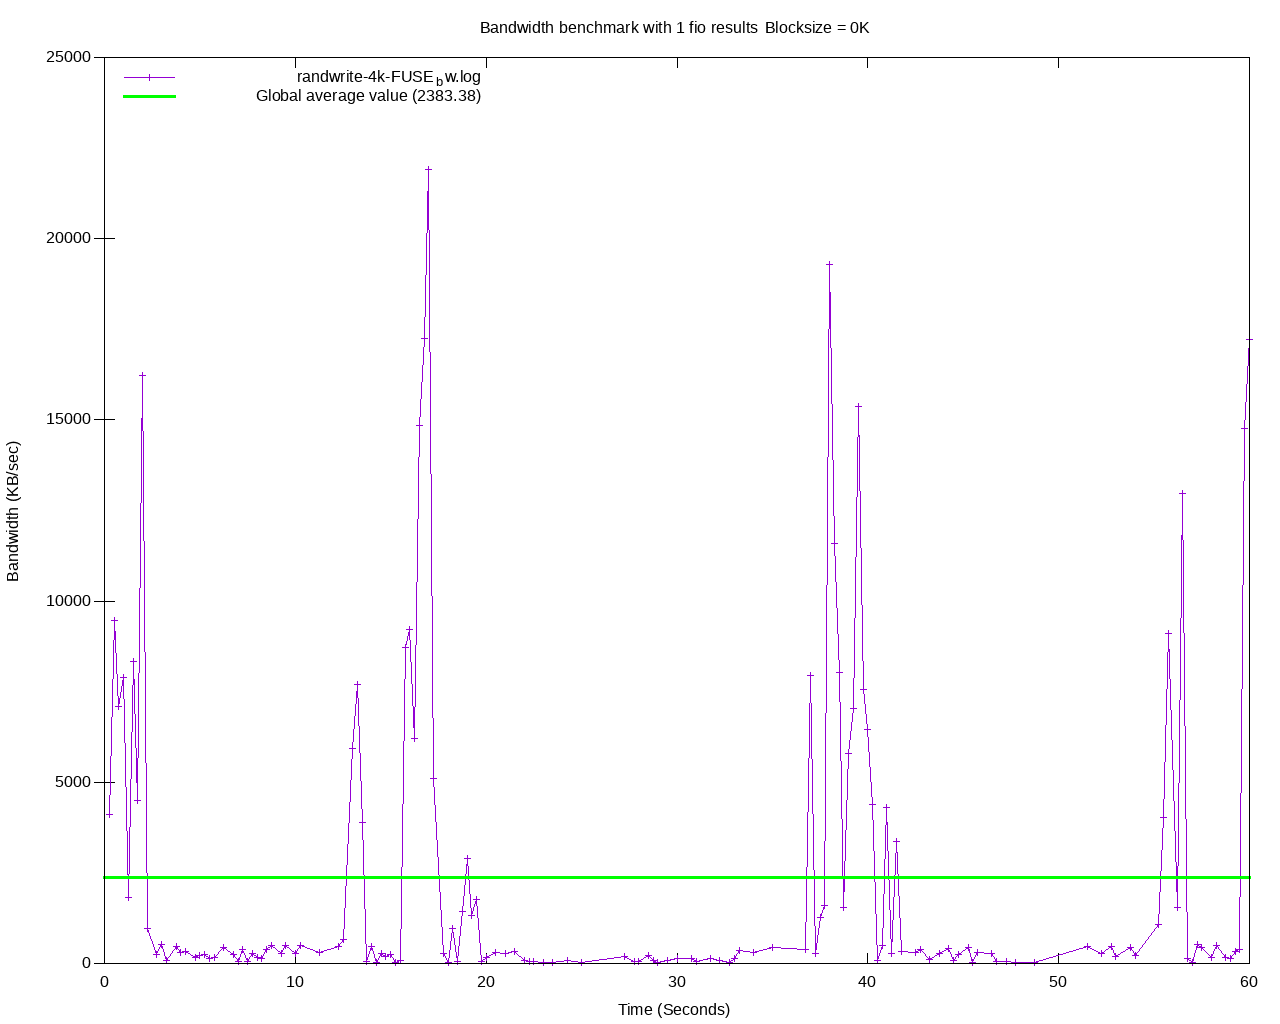 Bandwidth benchmark with 1 fio results Blocksize = 0K
25000
randwrite-4k-FUSE_bw.log
Global average value (2383.38)
20000
15000
Bandwidth (KB/sec)
10000
5000
0
0 10 20 30 40 50 60
Time (Seconds)